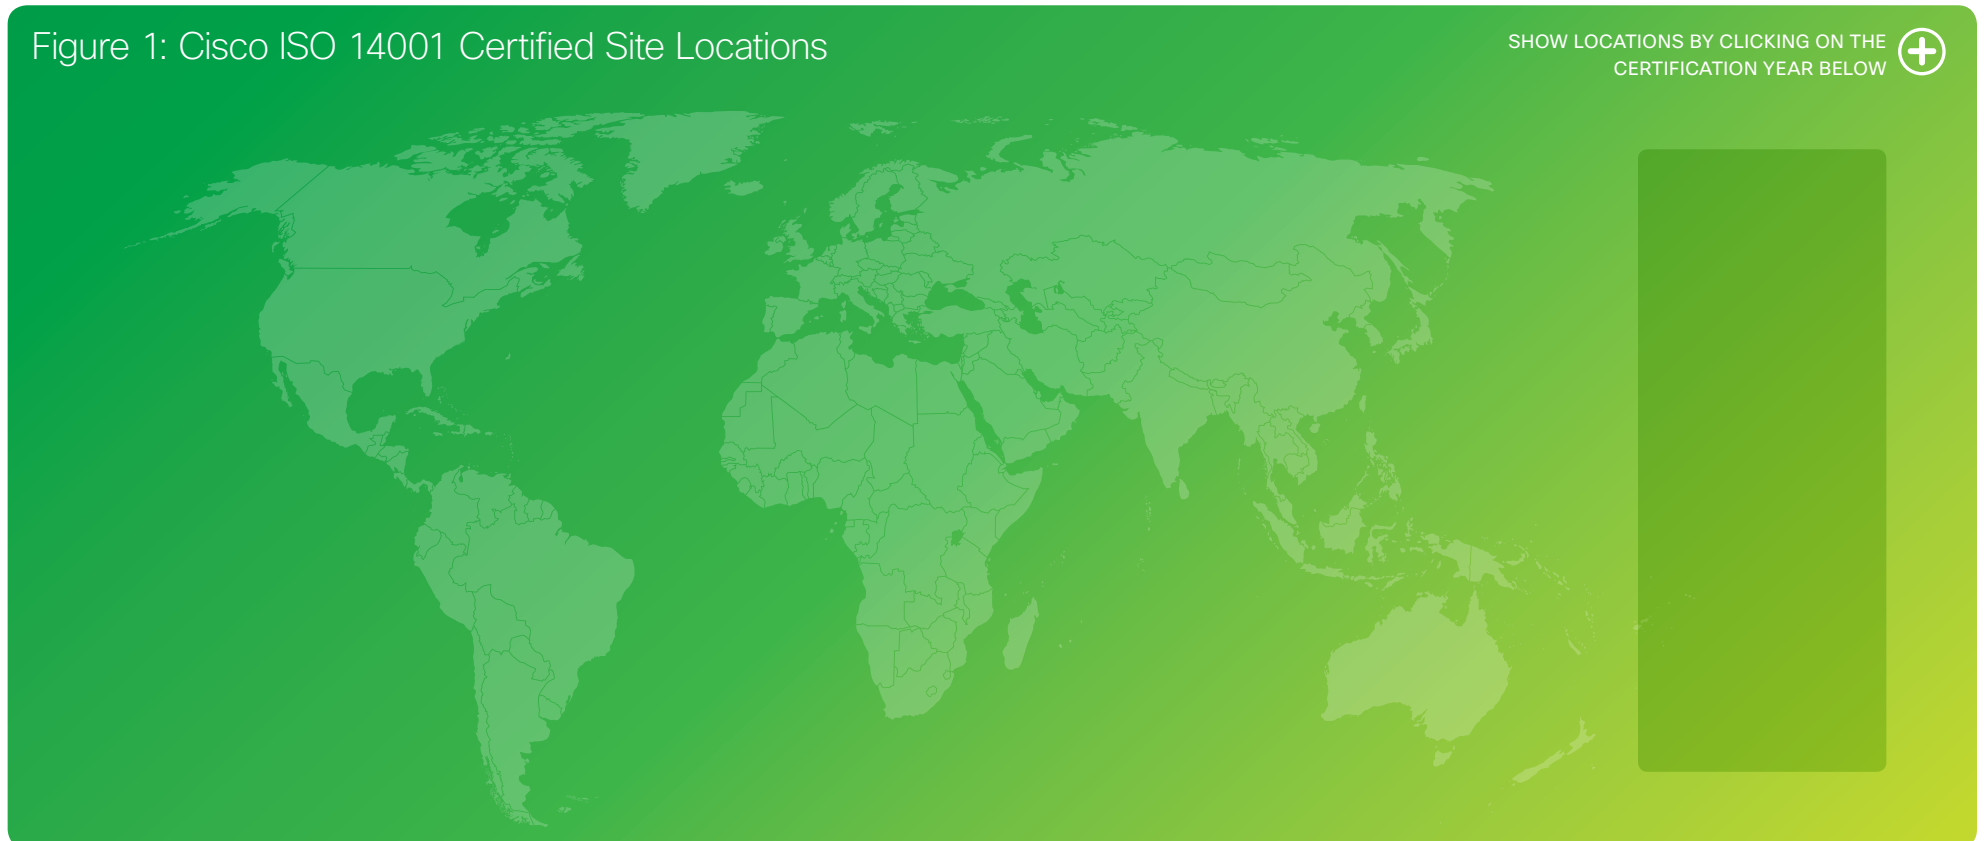 Figure 1: Cisco ISO 14001 Certified Site Locations
SHOW LOCATIONS BY CLICKING ON THE
CERTIFICATION YEAR BELOW